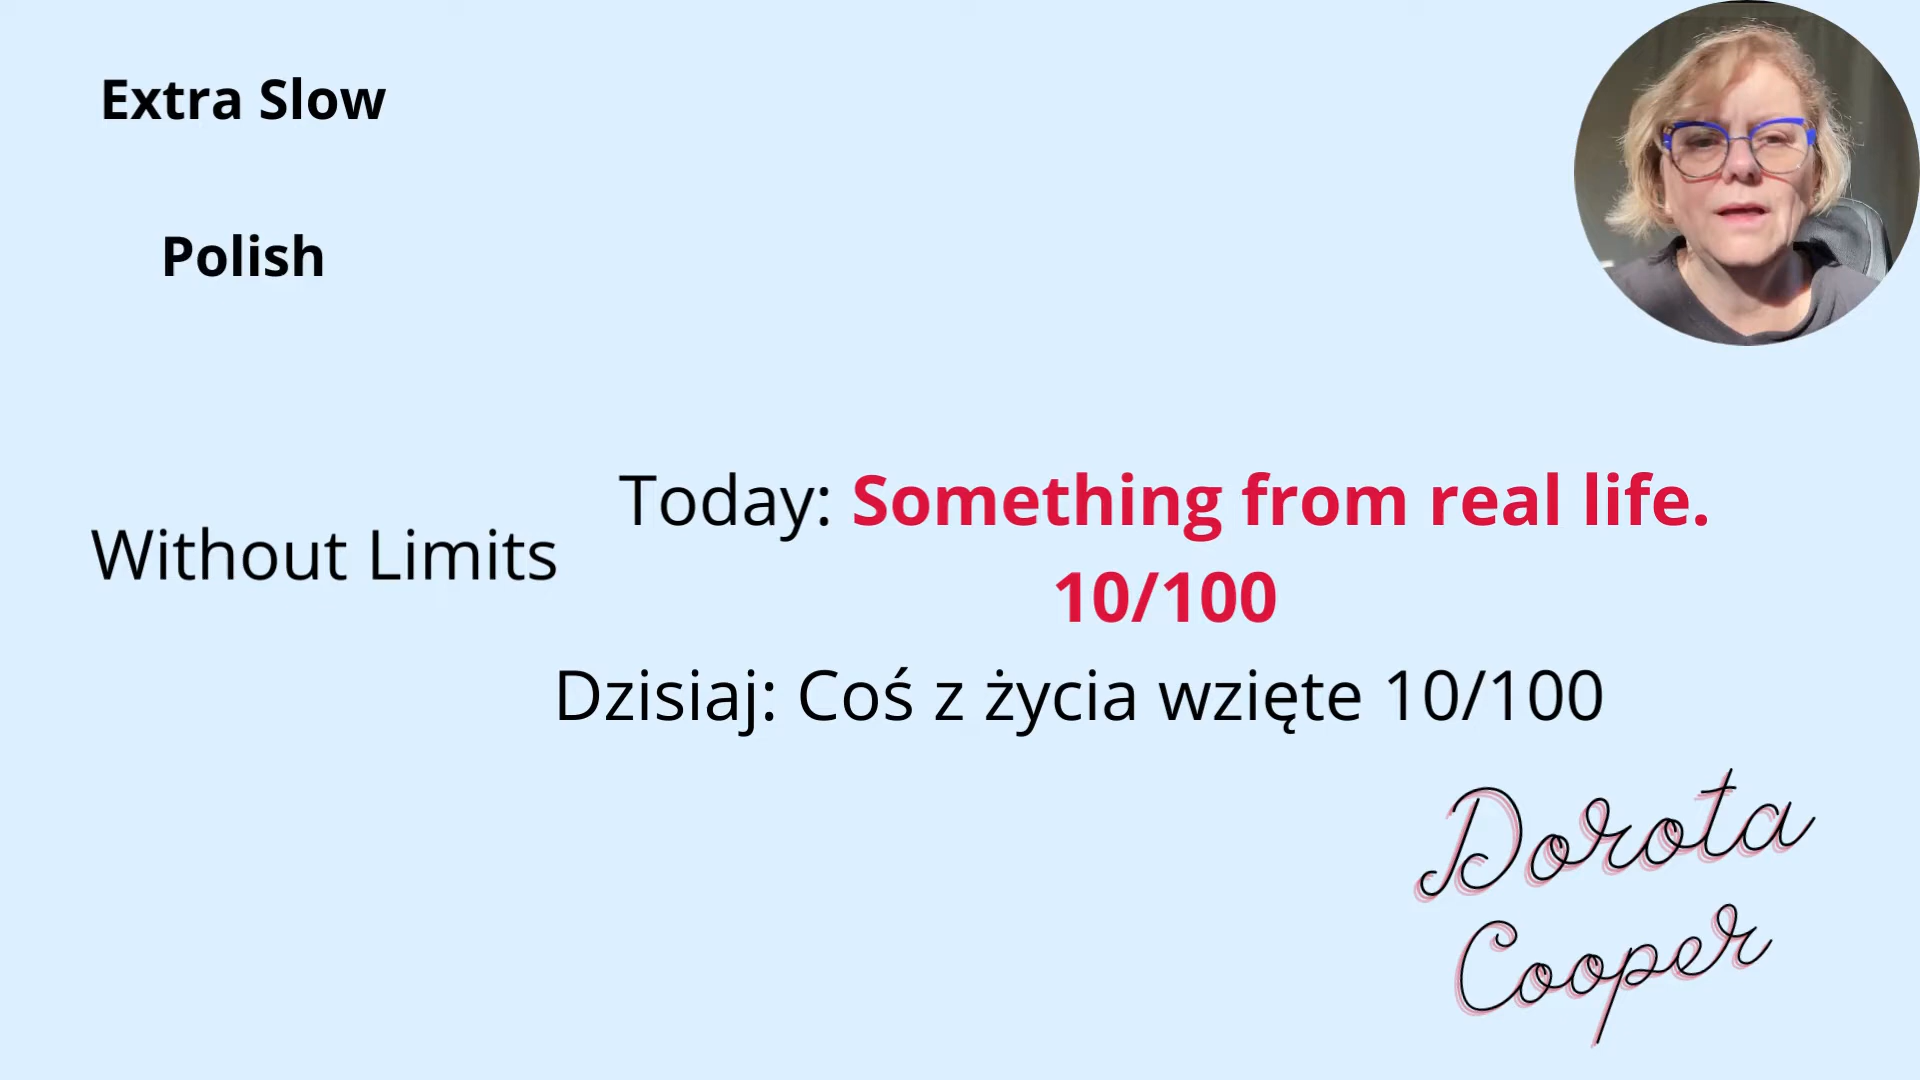 Extra Slow
Polish
Without Limits
Today: Something from real life.
10/100
Dzisiaj: Coś z życia wzięte 10/100
Dorota
Cooper